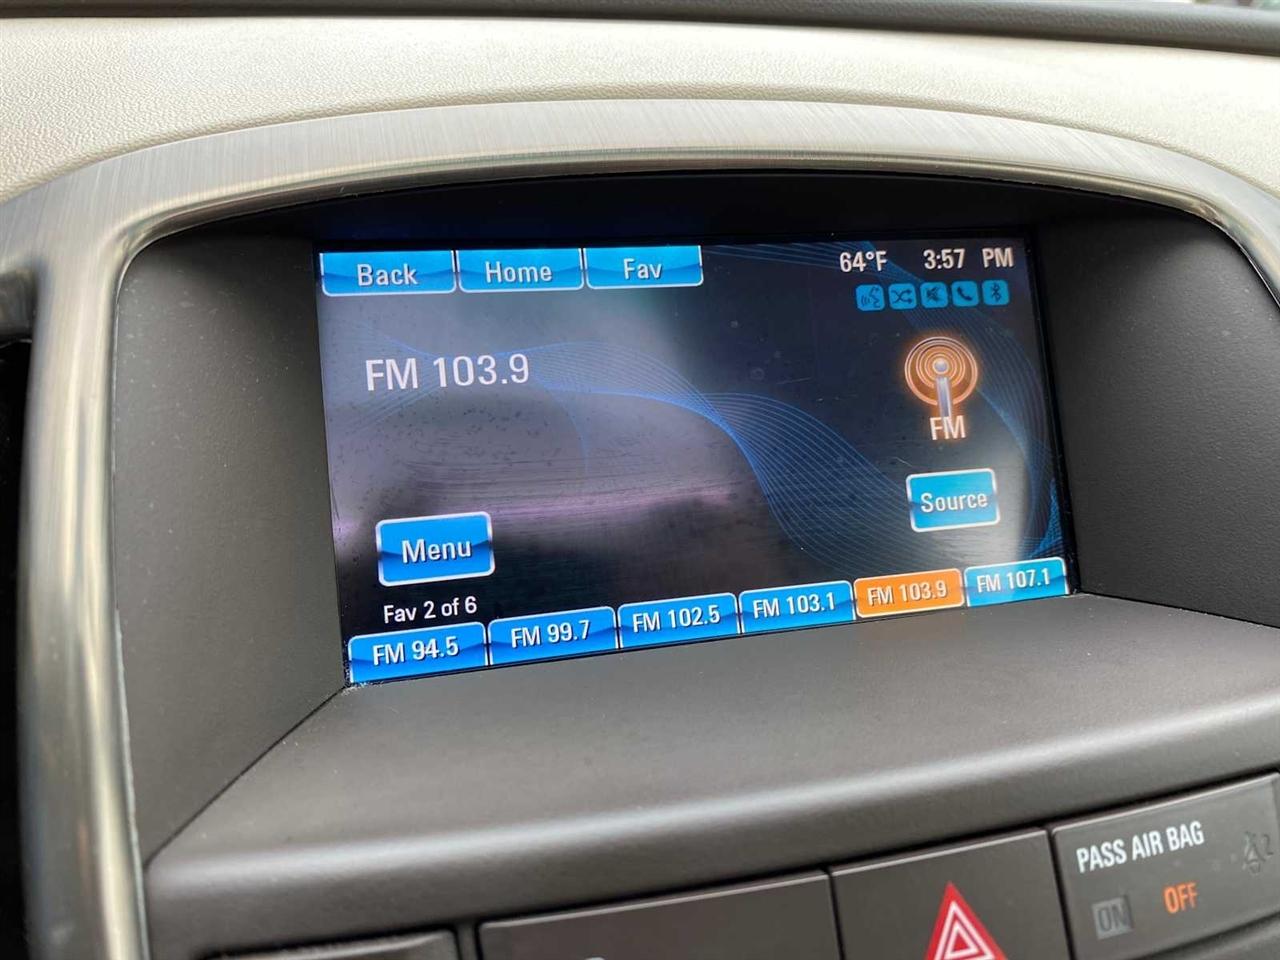 Back Home Fav
64°F 3:57 PM
FM 103.9
FM
Source
Menu
Fav 2 of 6
FM 94.5 FM 99.7 FM 102.5 FM 103.1 FM 103.9 FM 107.1
PASS AIR BAG
ON OFF
2